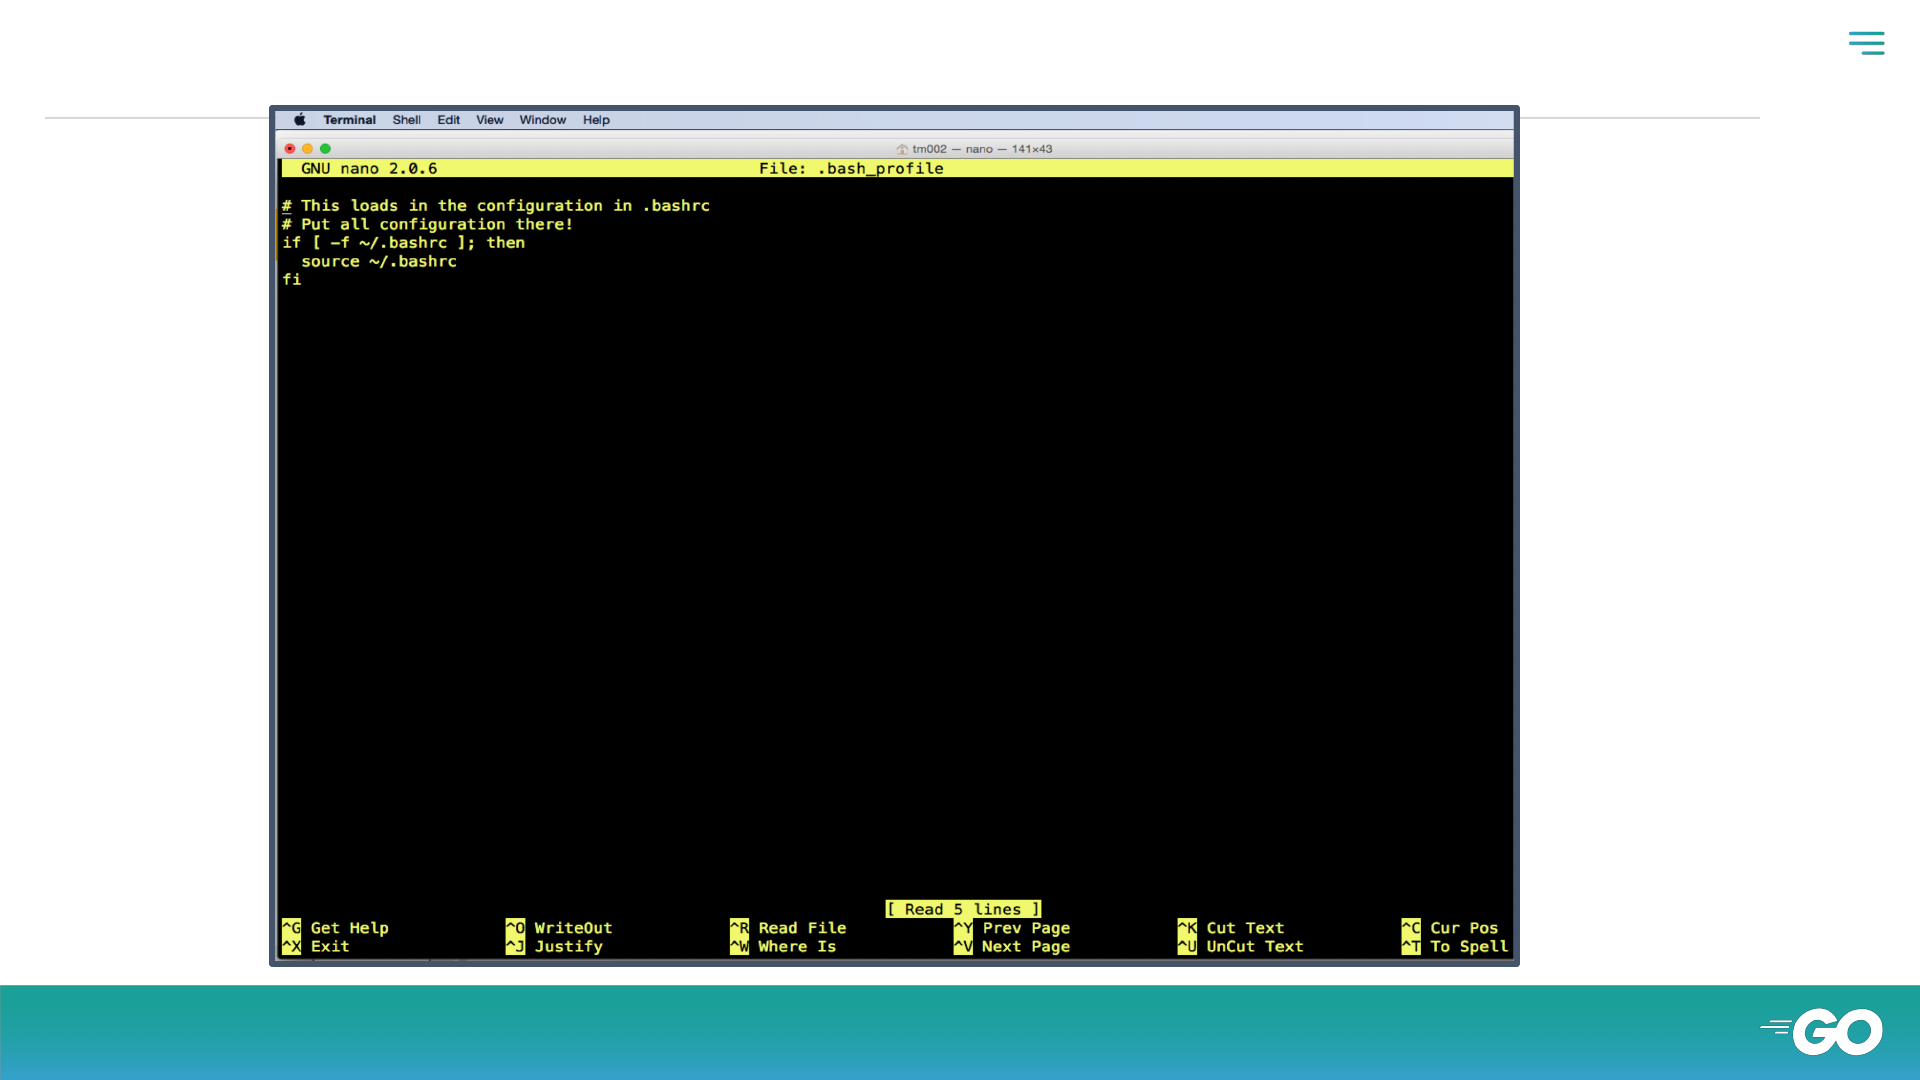 Terminal Shell Edit View Window Help
tm002 — nano — 141×43
GNU nano 2.0.6 File: .bash_profile
# This loads in the configuration in .bashrc
# Put all configuration there!
if [ -f ~/.bashrc ]; then
  source ~/.bashrc
fi
[ Read 5 lines ]
^G Get Help ^O WriteOut ^R Read File ^Y Prev Page ^K Cut Text ^C Cur Pos
^X Exit ^J Justify ^W Where Is ^V Next Page ^U UnCut Text ^T To Spell
GO